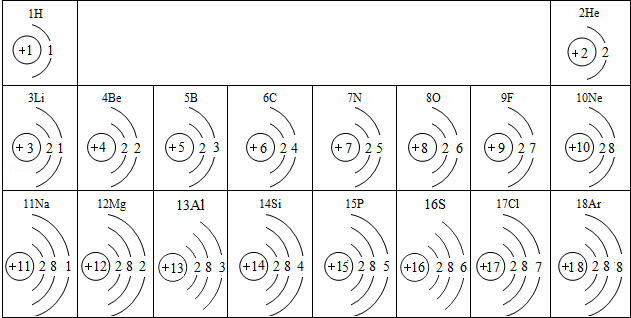 1H 2He
+1 1 +2 2
3Li 4Be 5B 6C 7N 8O 9F 10Ne
+3 2 1 +4 2 2 +5 2 3 +6 2 4 +7 2 5 +8 2 6 +9 2 7 +10 2 8
11Na 12Mg 13Al 14Si 15P 16S 17Cl 18Ar
+11 2 8 1 +12 2 8 2 +13 2 8 3 +14 2 8 4 +15 2 8 5 +16 2 8 6 +17 2 8 7 +18 2 8 8